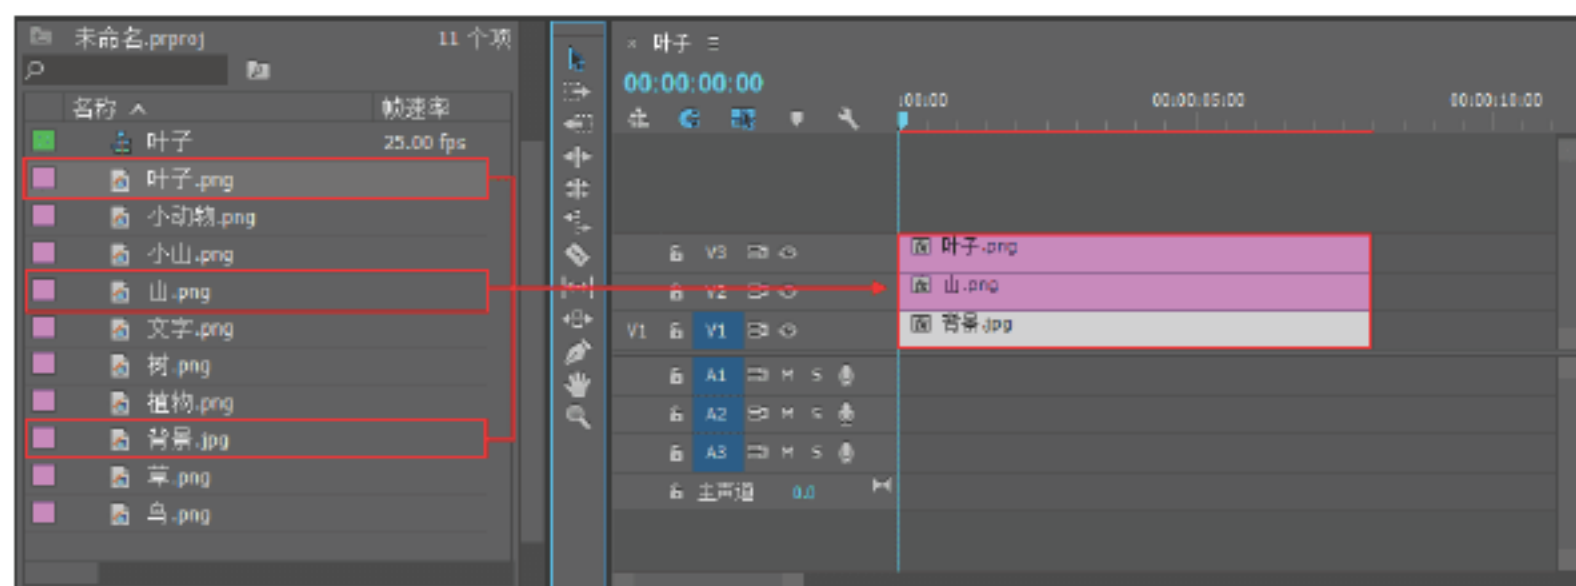 未命名.prproj 11 个项
名称 帧速率
叶子 25.00 fps
叶子.png
小动物.png
小山.png
山.png
文字.png
树.png
植物.png
背景.jpg
草.png
鸟.png
× 叶子 ≡
00:00:00:00
:00:00 00:00:05:00 00:00:10:00
V3 fx 叶子.png
V2 fx 山.png
V1 V1 fx 背景.jpg
A1 M S
A2 M S
A3 M S
主声道 0.0